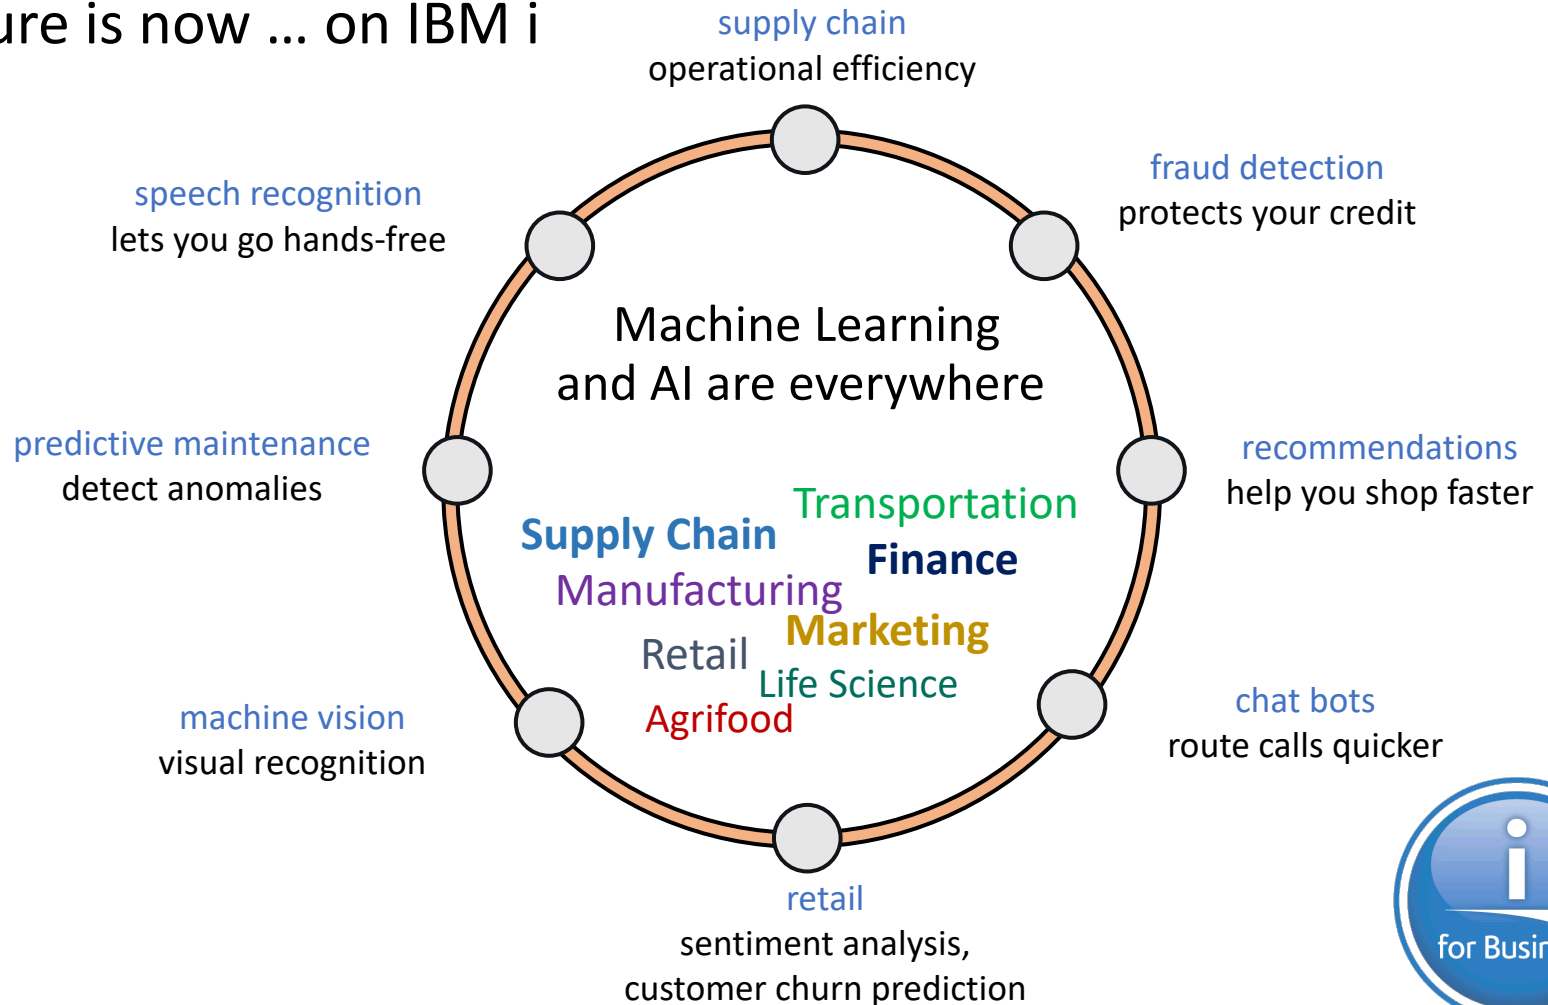 ure is now ... on IBM i
supply chain
operational efficiency
fraud detection
protects your credit
speech recognition
lets you go hands-free
Machine Learning
and AI are everywhere
predictive maintenance
detect anomalies
recommendations
help you shop faster
Transportation
Supply Chain
Finance
Manufacturing
Marketing
Retail
Life Science
Agrifood
machine vision
visual recognition
chat bots
route calls quicker
retail
sentiment analysis,
customer churn prediction
i
for Busin